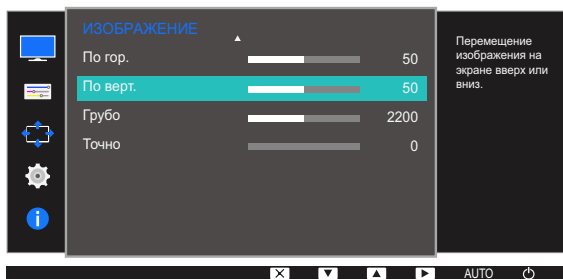 ИЗОБРАЖЕНИЕ
По гор. 50
По верт. 50
Грубо 2200
Точно 0
Перемещение
изображения на
экране вверх или
вниз.
AUTO